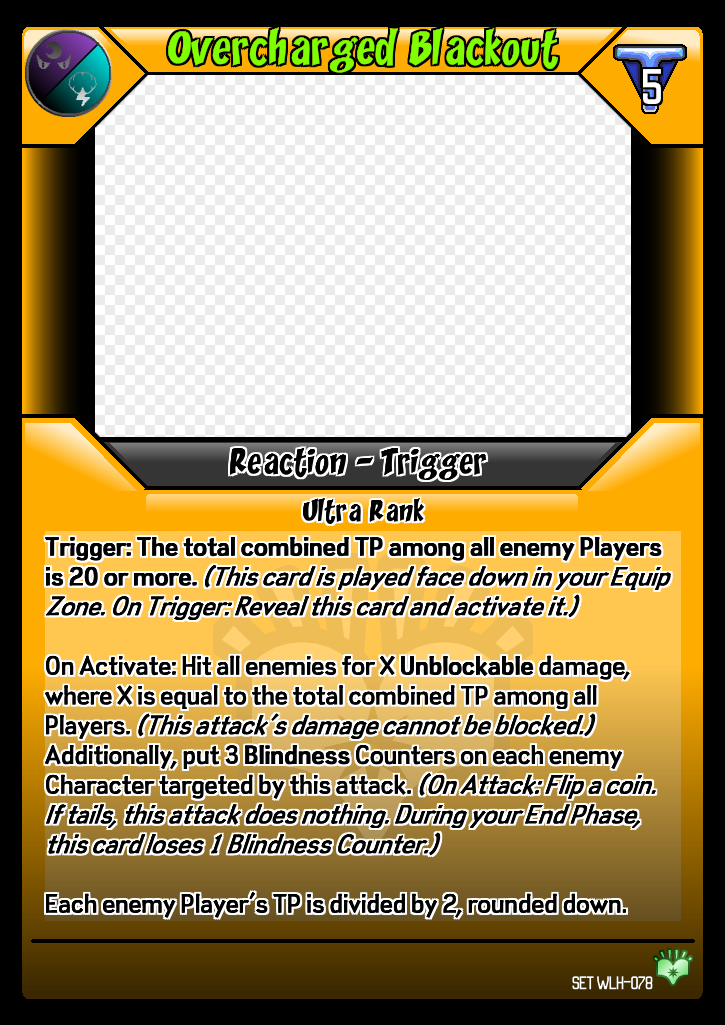 Overcharged Blackout
5
Reaction - Trigger
Ultra Rank
Trigger: The total combined TP among all enemy Players
is 20 or more. (This card is played face down in your Equip
Zone. On Trigger: Reveal this card and activate it.)
On Activate: Hit all enemies for X Unblockable damage,
where X is equal to the total combined TP among all
Players. (This attack's damage cannot be blocked.)
Additionally, put 3 Blindness Counters on each enemy
Character targeted by this attack. (On Attack: Flip a coin.
If tails, this attack does nothing. During your End Phase,
this card loses 1 Blindness Counter.)
Each enemy Player's TP is divided by 2, rounded down.
SET WLH-078